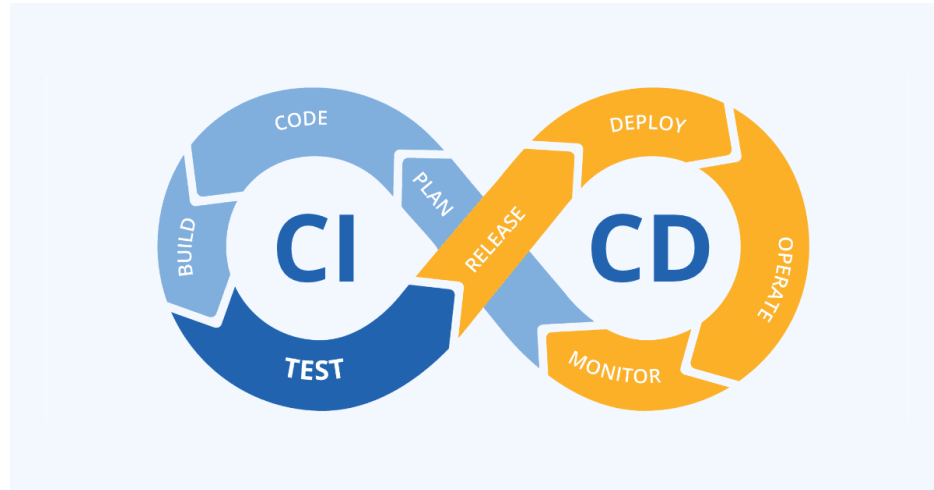 CODE
PLAN
BUILD
CI
TEST
RELEASE
DEPLOY
CD
OPERATE
MONITOR